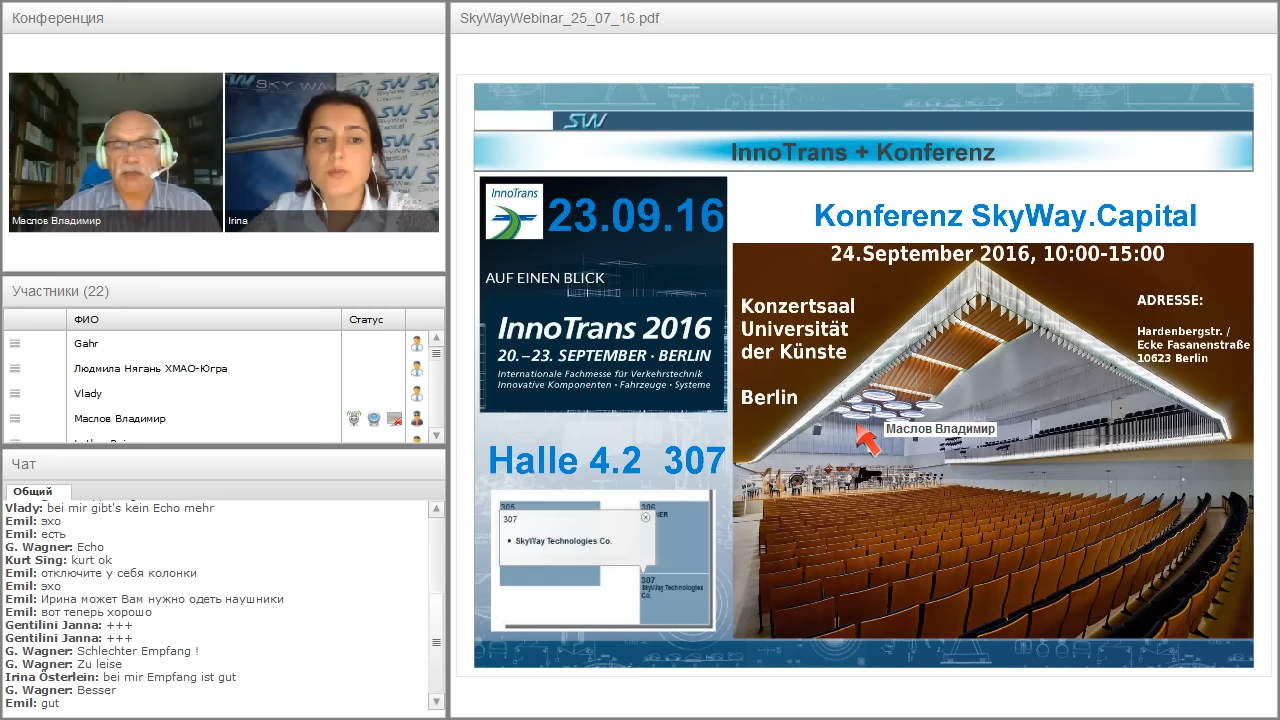 Конференция
SKY WAY
SW
SkyWay
Capital
Маслов Владимир
Irina
Участники (22)
ФИО
Статус
Gahr
Людмила Нягань ХМАО-Югра
Vlady
Маслов Владимир
Чат
Общий
Vlady: bei mir gibt's kein Echo mehr
Emil: эхо
Emil: есть
G. Wagner: Echo
Kurt Sing: kurt ok
Emil: отключите у себя колонки
Emil: эхо
Emil: Ирина может Вая нужно одеть наушники
Emil: вот теперь хорошо
Gentilini Janna: +++
Gentilini Janna: +++
G. Wagner: Schlechter Empfang !
G. Wagner: Zu leise
Irina Österlein: bei mir Empfang ist gut
G. Wagner: Besser
Emil: gut
SkyWayWebinar_25_07_16.pdf
SW
InnoTrans + Konferenz
InnoTrans
23.09.16
AUF EINEN BLICK
InnoTrans 2016
20.–23. SEPTEMBER · BERLIN
Internationale Fachmesse für Verkehrstechnik
Innovative Komponenten · Fahrzeuge · Systeme
Halle 4.2 307
305
306
NER
307
• SkyWay Technologies Co.
307
SkyWay Technologies
Co.
Konferenz SkyWay.Capital
24.September 2016, 10:00-15:00
Konzertsaal
Universität
der Künste
Berlin
ADRESSE:
Hardenbergstr. /
Ecke Fasanenstraße
10623 Berlin
Маслов Владимир